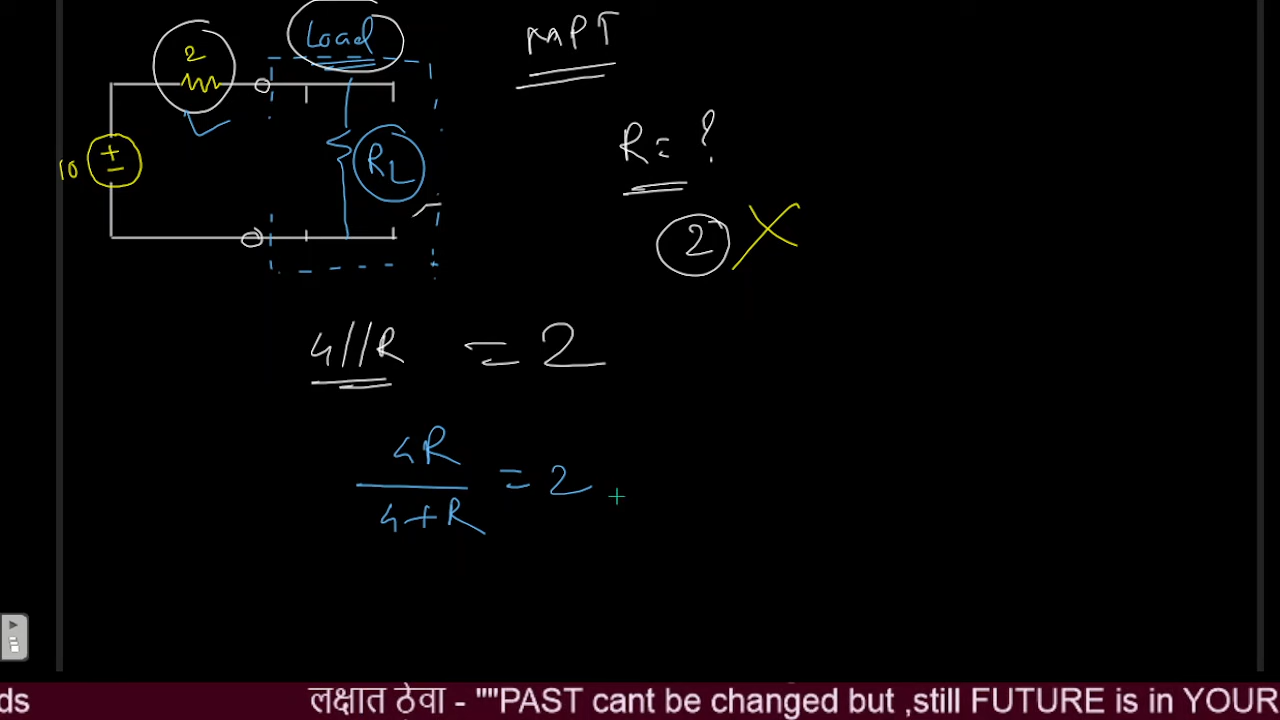 Load
MPT
2
10
+
-
RL
R = ?
2
4//R = 2
4R
4+R
= 2
ds लक्षात ठेवा - ""PAST cant be changed but ,still FUTURE is in YOUR